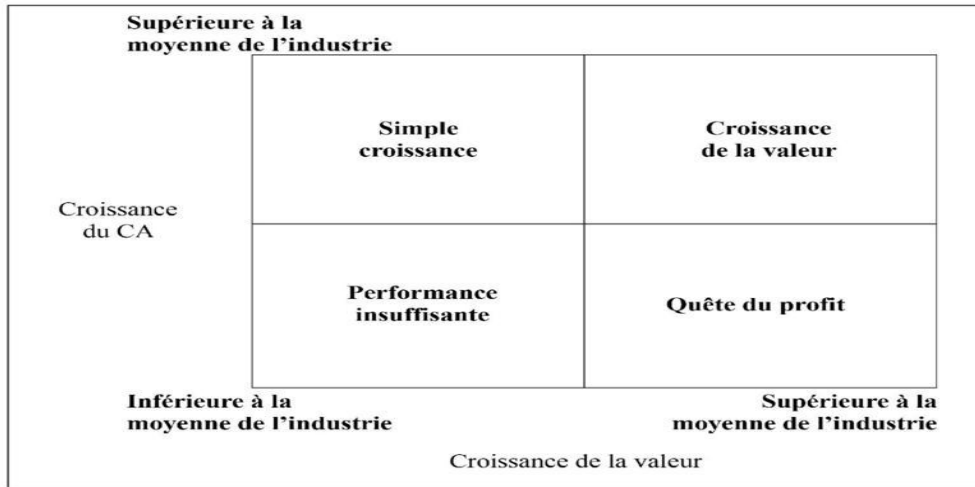 Supérieure à la
moyenne de l'industrie
Simple
croissance
Croissance
de la valeur
Croissance
du CA
Performance
insuffisante
Quête du profit
Inférieure à la
moyenne de l'industrie
Supérieure à la
moyenne de l'industrie
Croissance de la valeur